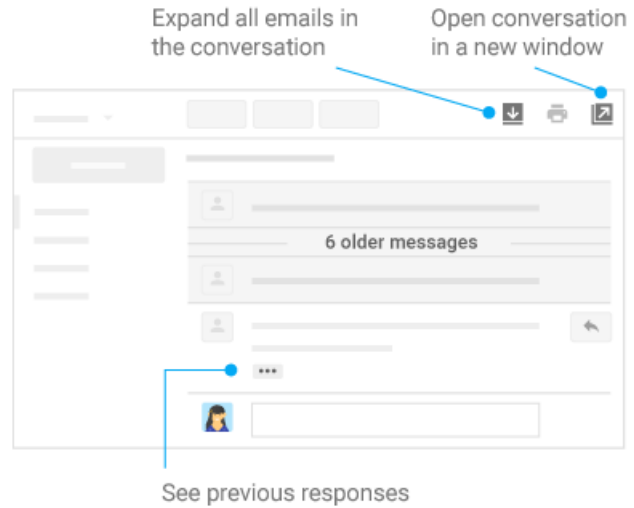 Expand all emails in
the conversation
Open conversation
in a new window
6 older messages
See previous responses